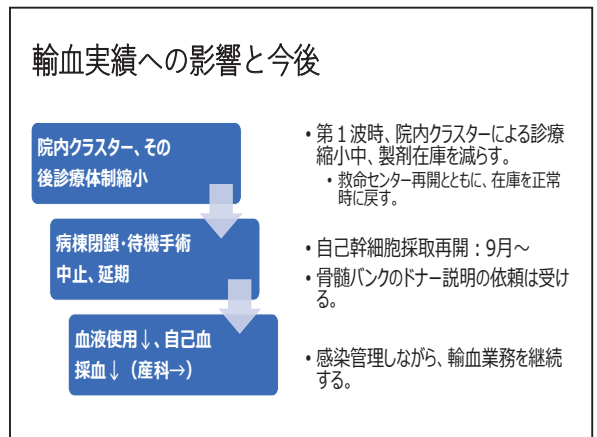 輸血実績への影響と今後
院内クラスター、その
後診療体制縮小
病棟閉鎖・待機手術
中止、延期
血液使用↓、自己血
採血↓（産科→）
・第１波時、院内クラスターによる診療
縮小中、製剤在庫を減らす。
・救命センター再開とともに、在庫を正常
時に戻す。
・自己幹細胞採取再開：9月～
・骨髄バンクのドナー説明の依頼は受け
る。
・感染管理しながら、輸血業務を継続
する。